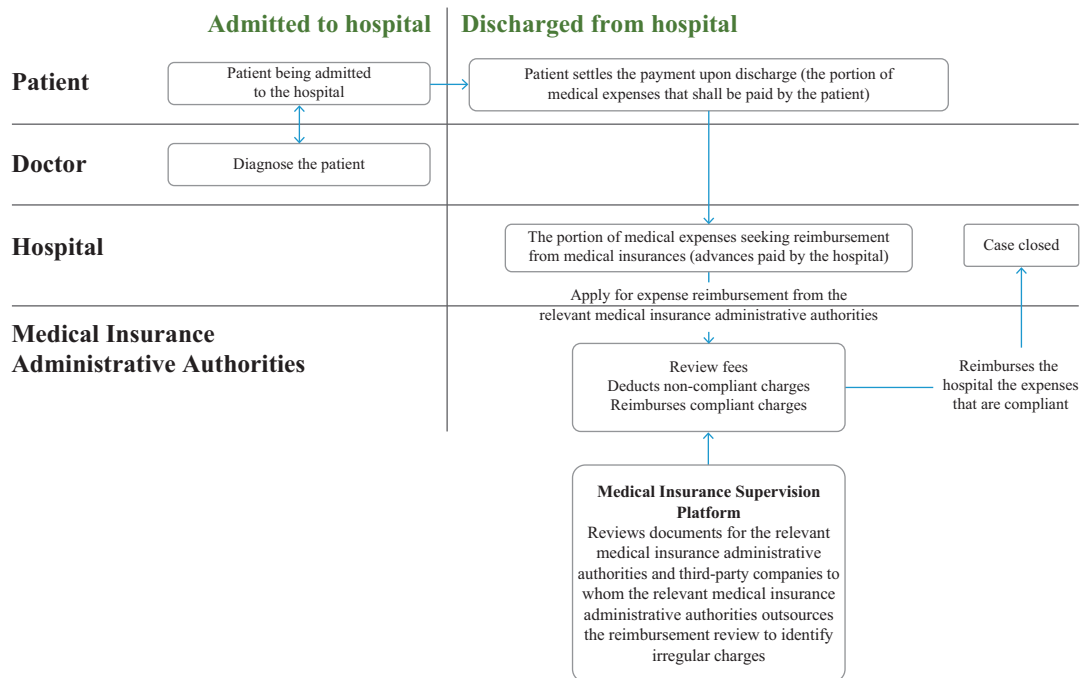 Admitted to hospital
Discharged from hospital
Patient
Patient being admitted
to the hospital
Patient settles the payment upon discharge (the portion of
medical expenses that shall be paid by the patient)
Doctor
Diagnose the patient
Hospital
The portion of medical expenses seeking reimbursement
from medical insurances (advances paid by the hospital)
Case closed
Apply for expense reimbursement from the
relevant medical insurance administrative authorities
Medical Insurance
Administrative Authorities
Review fees
Deducts non-compliant charges
Reimburses compliant charges
Reimburses the
hospital the expenses
that are compliant
Medical Insurance Supervision
Platform
Reviews documents for the relevant
medical insurance administrative
authorities and third-party companies to
whom the relevant medical insurance
administrative authorities outsources
the reimbursement review to identify
irregular charges